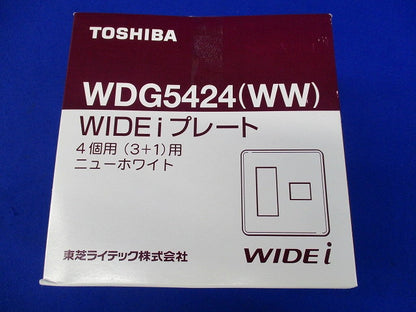 TOSHIBA
WDG5424(WW)
WIDE i プレート
4個用 (3+1)用
ニューホワイト
東芝ライテック株式会社
WIDE i